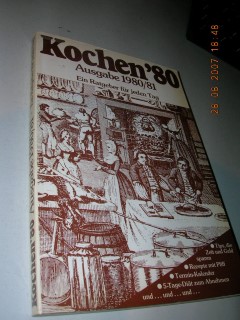 Kochen'80
Ausgabe 1980/81
Ein Ratgeber für jeden Tag
• Tips, die
Zeit und Geld
sparen
• Rezepte mit Pfiff
• Termin-Kalender
• 5-Tage-Diät zum Abnehmen
und... und... und...
28 06 2007 18:48